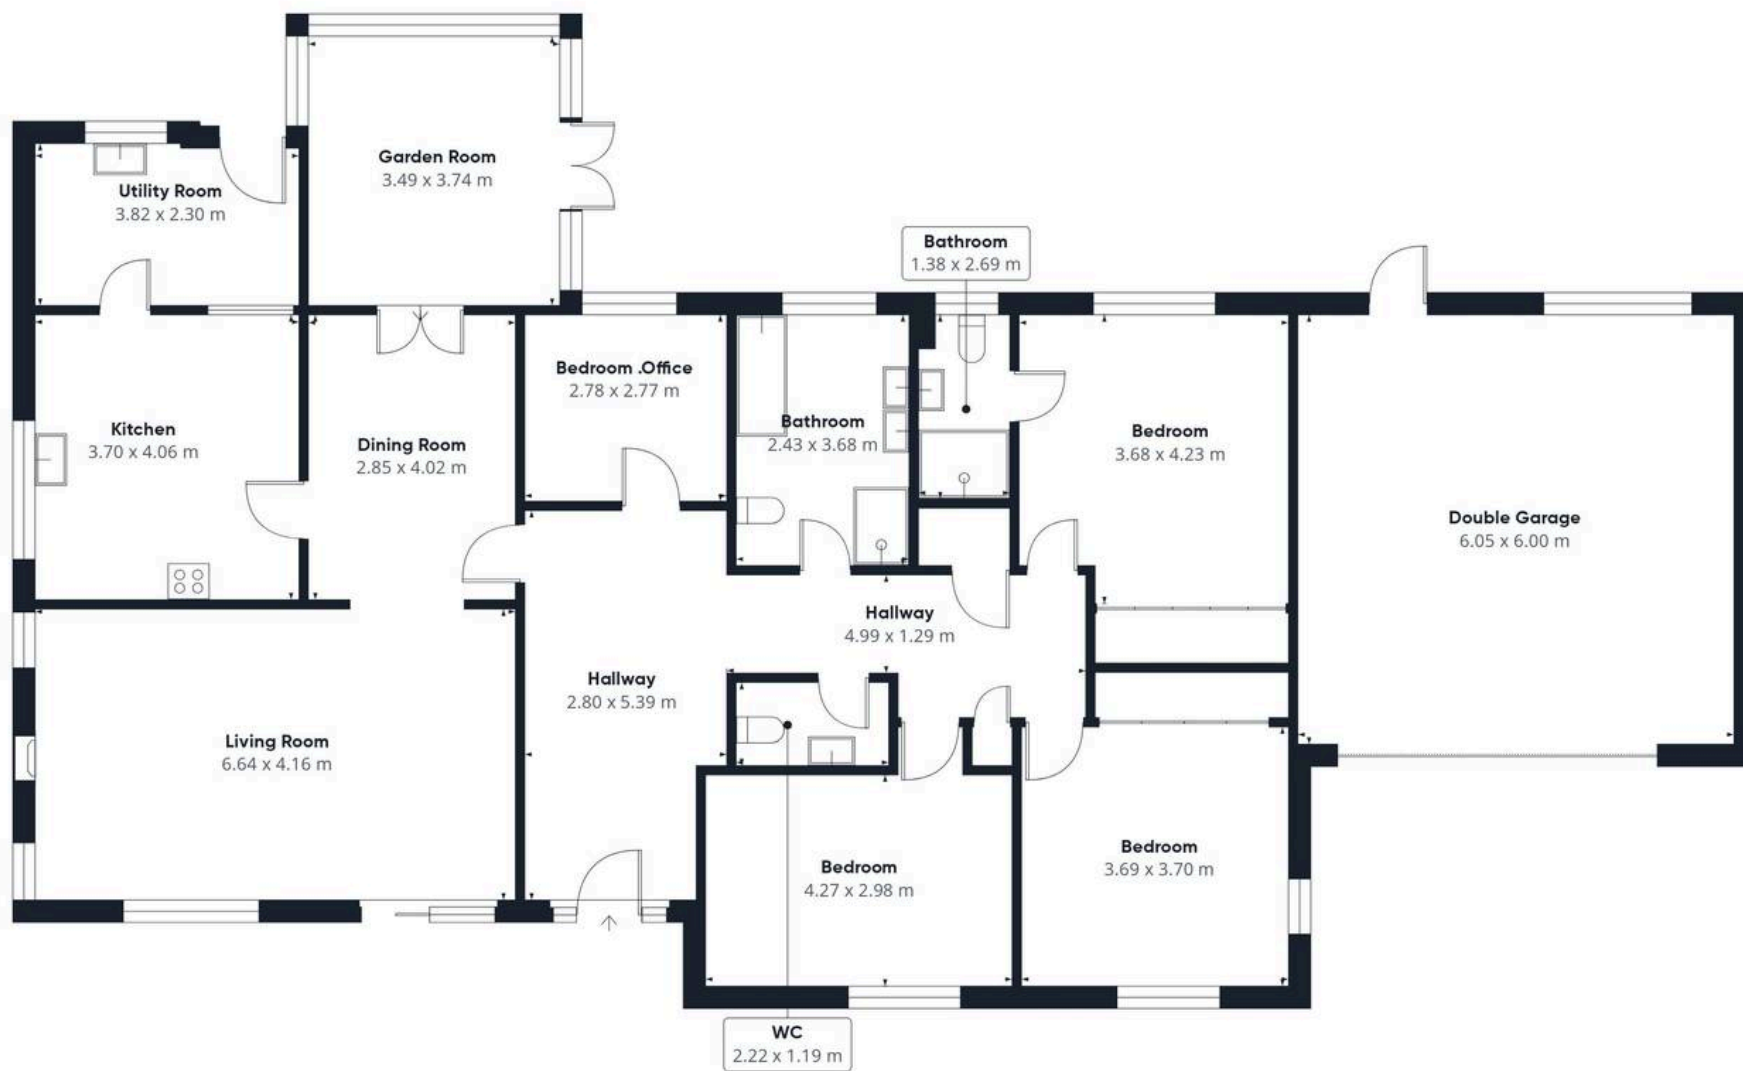 Garden Room
3.49 x 3.74 m
Utility Room
3.82 x 2.30 m
Bathroom
1.38 x 2.69 m
Bedroom .Office
2.78 x 2.77 m
Kitchen
3.70 x 4.06 m
Dining Room
2.85 x 4.02 m
Bathroom
2.43 x 3.68 m
Bedroom
3.68 x 4.23 m
Double Garage
6.05 x 6.00 m
Hallway
4.99 x 1.29 m
Hallway
2.80 x 5.39 m
Living Room
6.64 x 4.16 m
Bedroom
4.27 x 2.98 m
Bedroom
3.69 x 3.70 m
WC
2.22 x 1.19 m